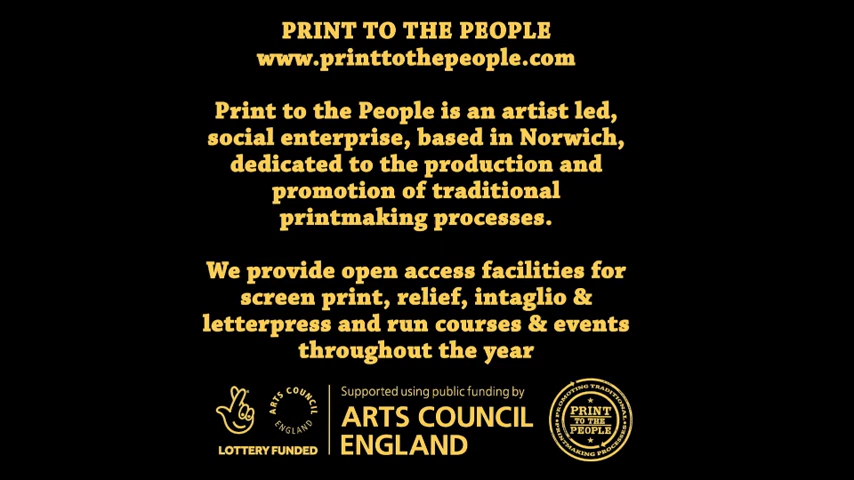 PRINT TO THE PEOPLE
www.printtothepeople.com
Print to the People is an artist led,
social enterprise, based in Norwich,
dedicated to the production and
promotion of traditional
printmaking processes.
We provide open access facilities for
screen print, relief, intaglio &
letterpress and run courses & events
throughout the year
LOTTERY FUNDED
ARTS COUNCIL
ENGLAND
Supported using public funding by
ARTS COUNCIL
ENGLAND
PROMOTING TRADITIONAL
PRINT
TO THE
PEOPLE
PRINTMAKING PROCESSES